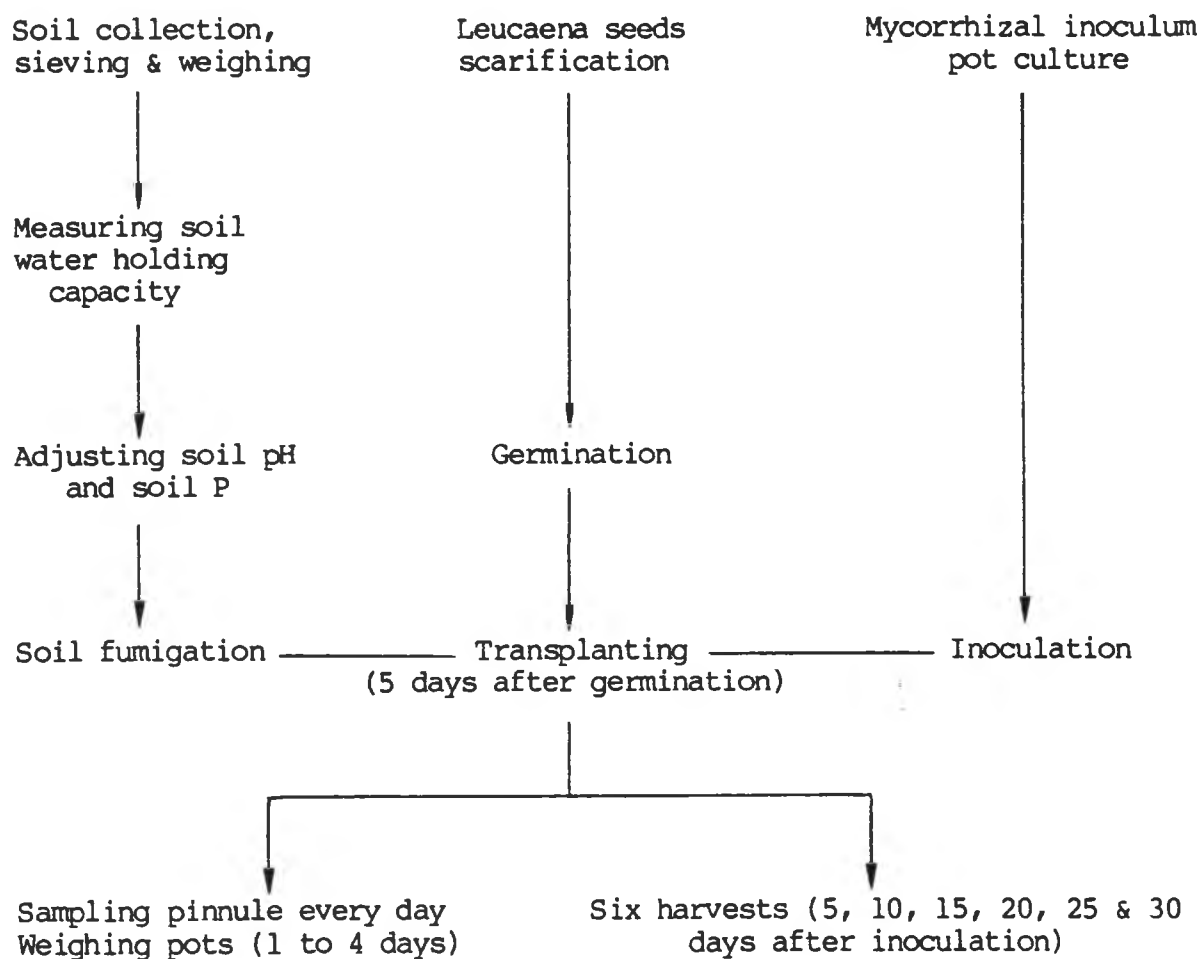 Soil collection,
sieving & weighing
Leucaena seeds
scarification
Mycorrhizal inoculum
pot culture
Measuring soil
water holding
capacity
Adjusting soil pH
and soil P
Germination
Soil fumigation
Transplanting
(5 days after germination)
Inoculation
Sampling pinnule every day
Weighing pots (1 to 4 days)
Six harvests (5, 10, 15, 20, 25 & 30
days after inoculation)